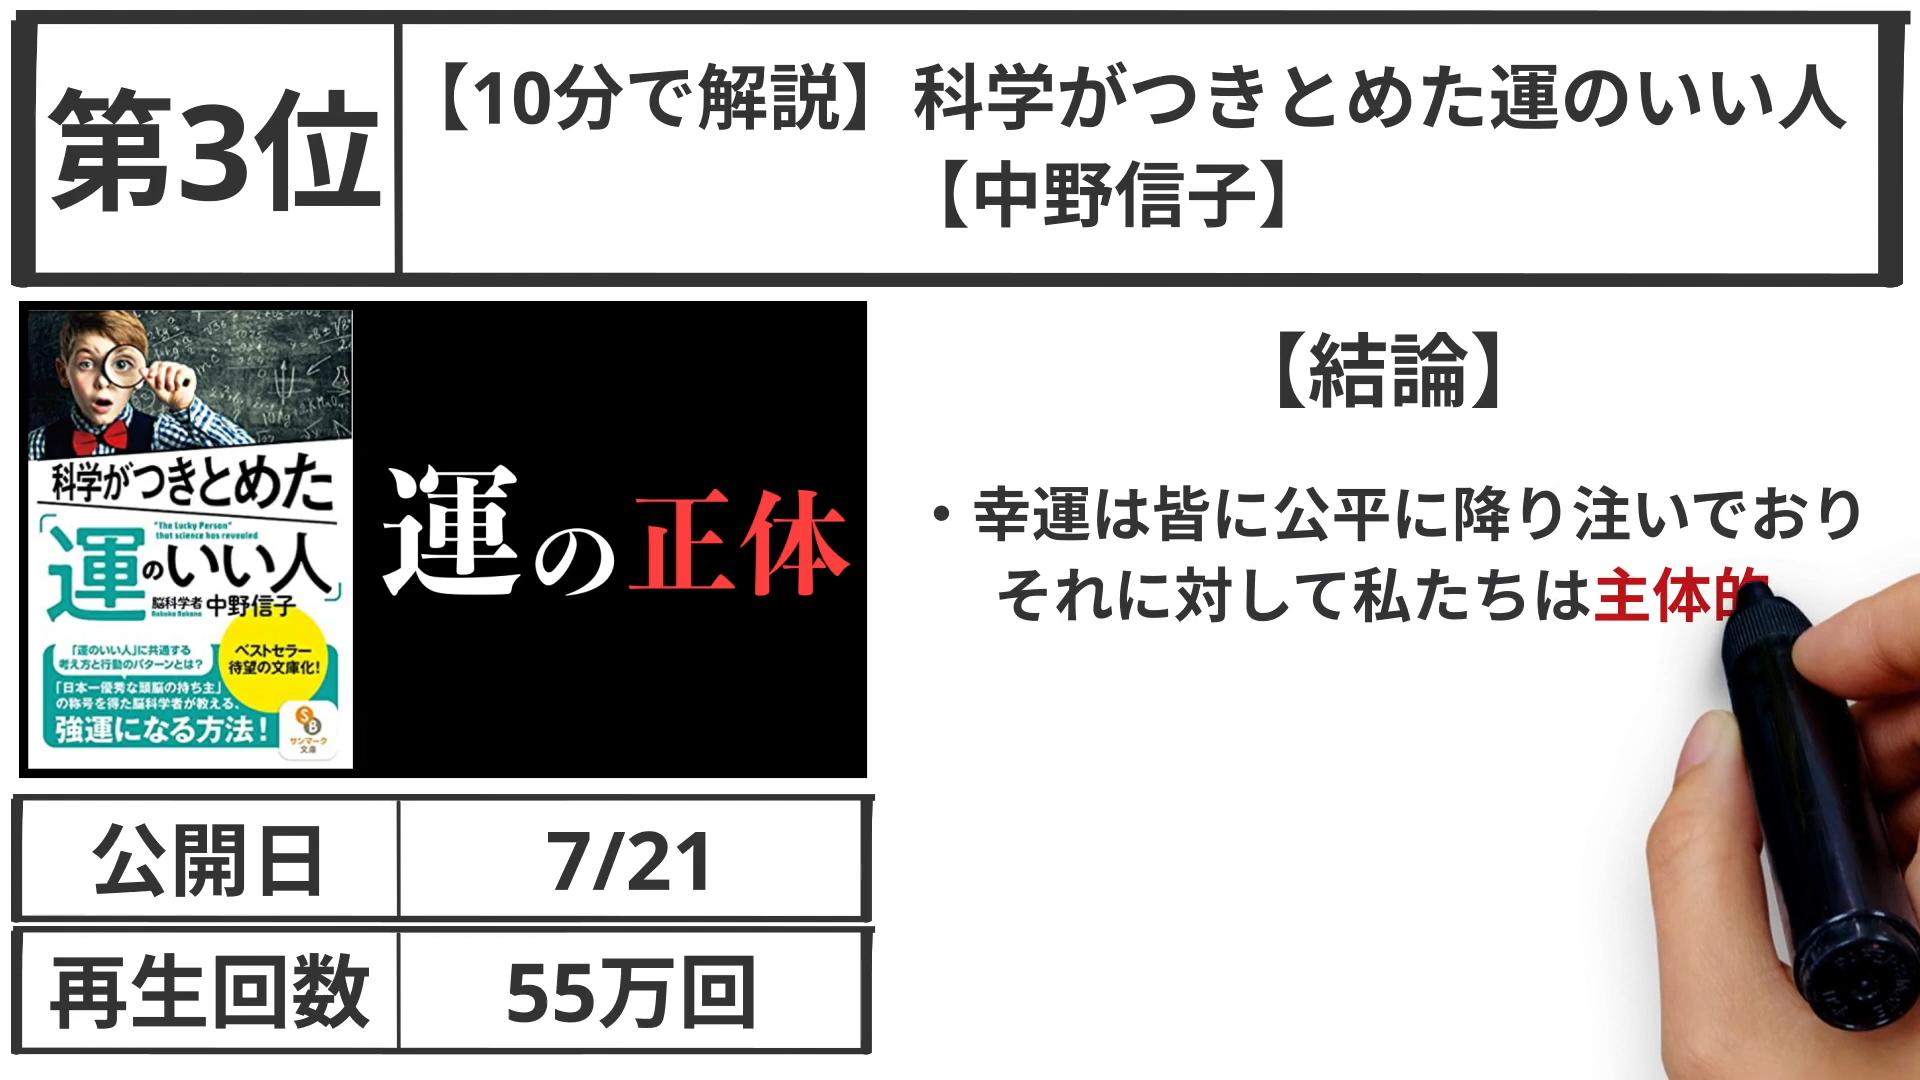 第3位
【10分で解説】科学がつきとめた運のいい人
【中野信子】
科学がつきとめた
"The Lucky Person"
that science has revealed
「運のいい人」
脳科学者 中野信子
Nobuko Nakano
「運のいい人」に共通する
考え方と行動のパターンとは?
ベストセラー
待望の文庫化!
「日本一優秀な頭脳の持ち主」
の称号を得た脳科学者が教える、
強運になる方法!
SB
サンマーク
文庫
運の正体
公開日
7/21
再生回数
55万回
【結論】
・幸運は皆に公平に降り注いでおり
それに対して私たちは主体的